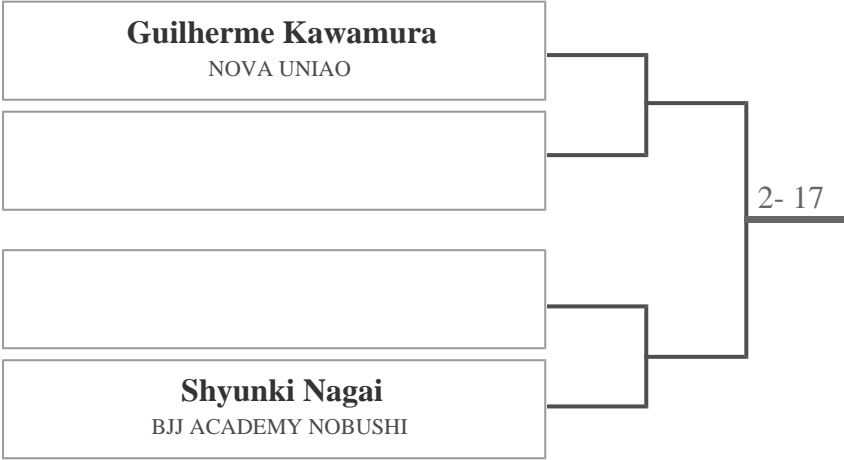 Guilherme Kawamura
NOVA UNIAO
2- 17
Shyunki Nagai
BJJ ACADEMY NOBUSHI